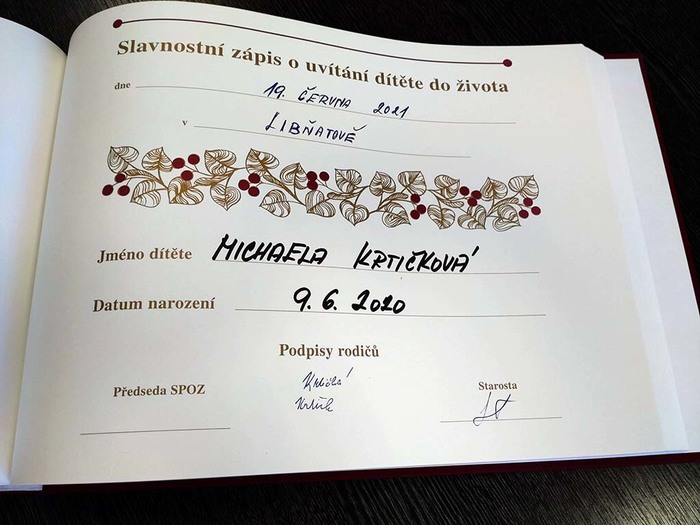 Slavnostní zápis o uvítání dítěte do života
dne 19. ČERVNA 2021
v LIBŇATOVĚ
Jméno dítěte MICHAELA KRTIČKOVÁ
Datum narození 9. 6. 2020
Podpisy rodičů
Předseda SPOZ
Starosta